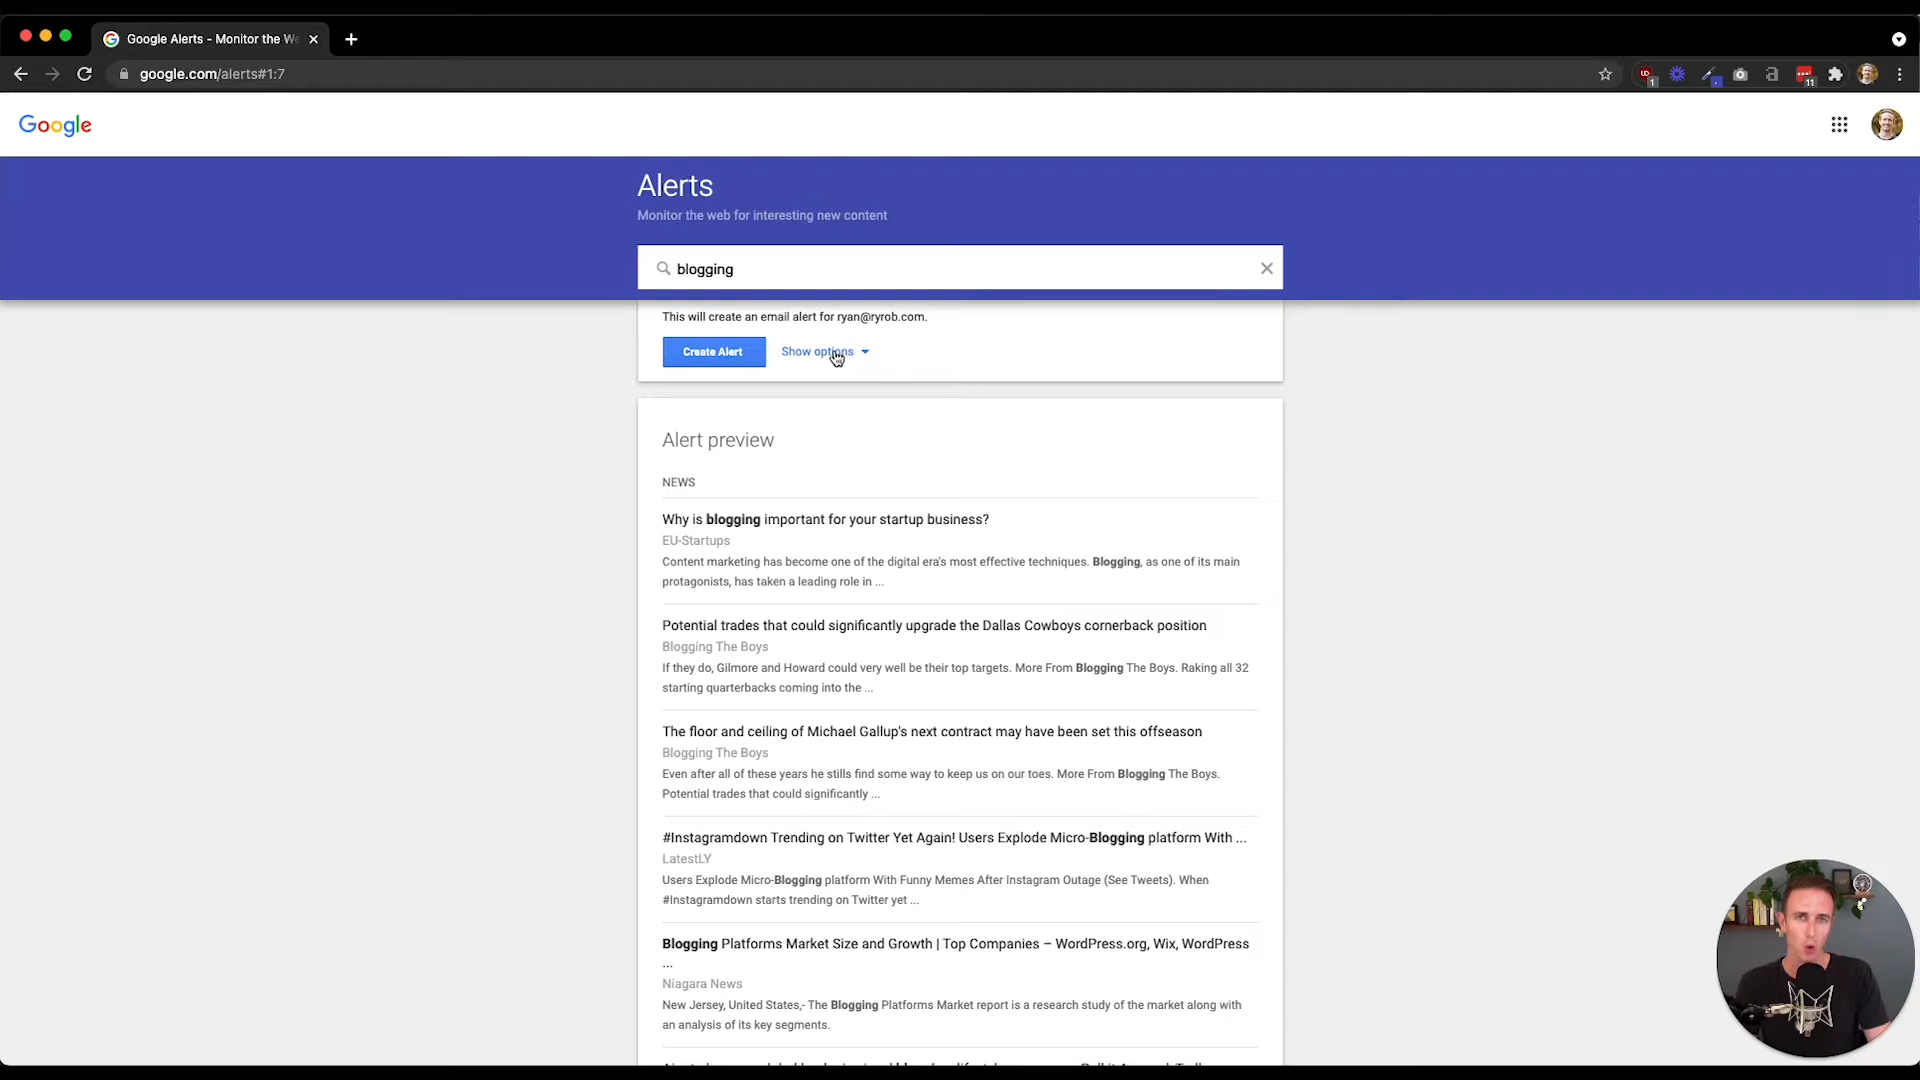 Google Alerts - Monitor the We
google.com/alerts#1:7
1
11
Google
Alerts
Monitor the web for interesting new content
blogging
This will create an email alert for ryan@ryrob.com.
Create Alert
Show options
Alert preview
NEWS
Why is blogging important for your startup business?
EU-Startups
Content marketing has become one of the digital era's most effective techniques. Blogging, as one of its main
protagonists, has taken a leading role in ...
Potential trades that could significantly upgrade the Dallas Cowboys cornerback position
Blogging The Boys
If they do, Gilmore and Howard could very well be their top targets. More From Blogging The Boys. Raking all 32
starting quarterbacks coming into the ...
The floor and ceiling of Michael Gallup's next contract may have been set this offseason
Blogging The Boys
Even after all of these years he stills find some way to keep us on our toes. More From Blogging The Boys.
Potential trades that could significantly ...
#Instagramdown Trending on Twitter Yet Again! Users Explode Micro-Blogging platform With ...
LatestLY
Users Explode Micro-Blogging platform With Funny Memes After Instagram Outage (See Tweets). When
#Instagramdown starts trending on Twitter yet ...
Blogging Platforms Market Size and Growth | Top Companies – WordPress.org, Wix, WordPress
...
Niagara News
New Jersey, United States,- The Blogging Platforms Market report is a research study of the market along with
an analysis of its key segments.